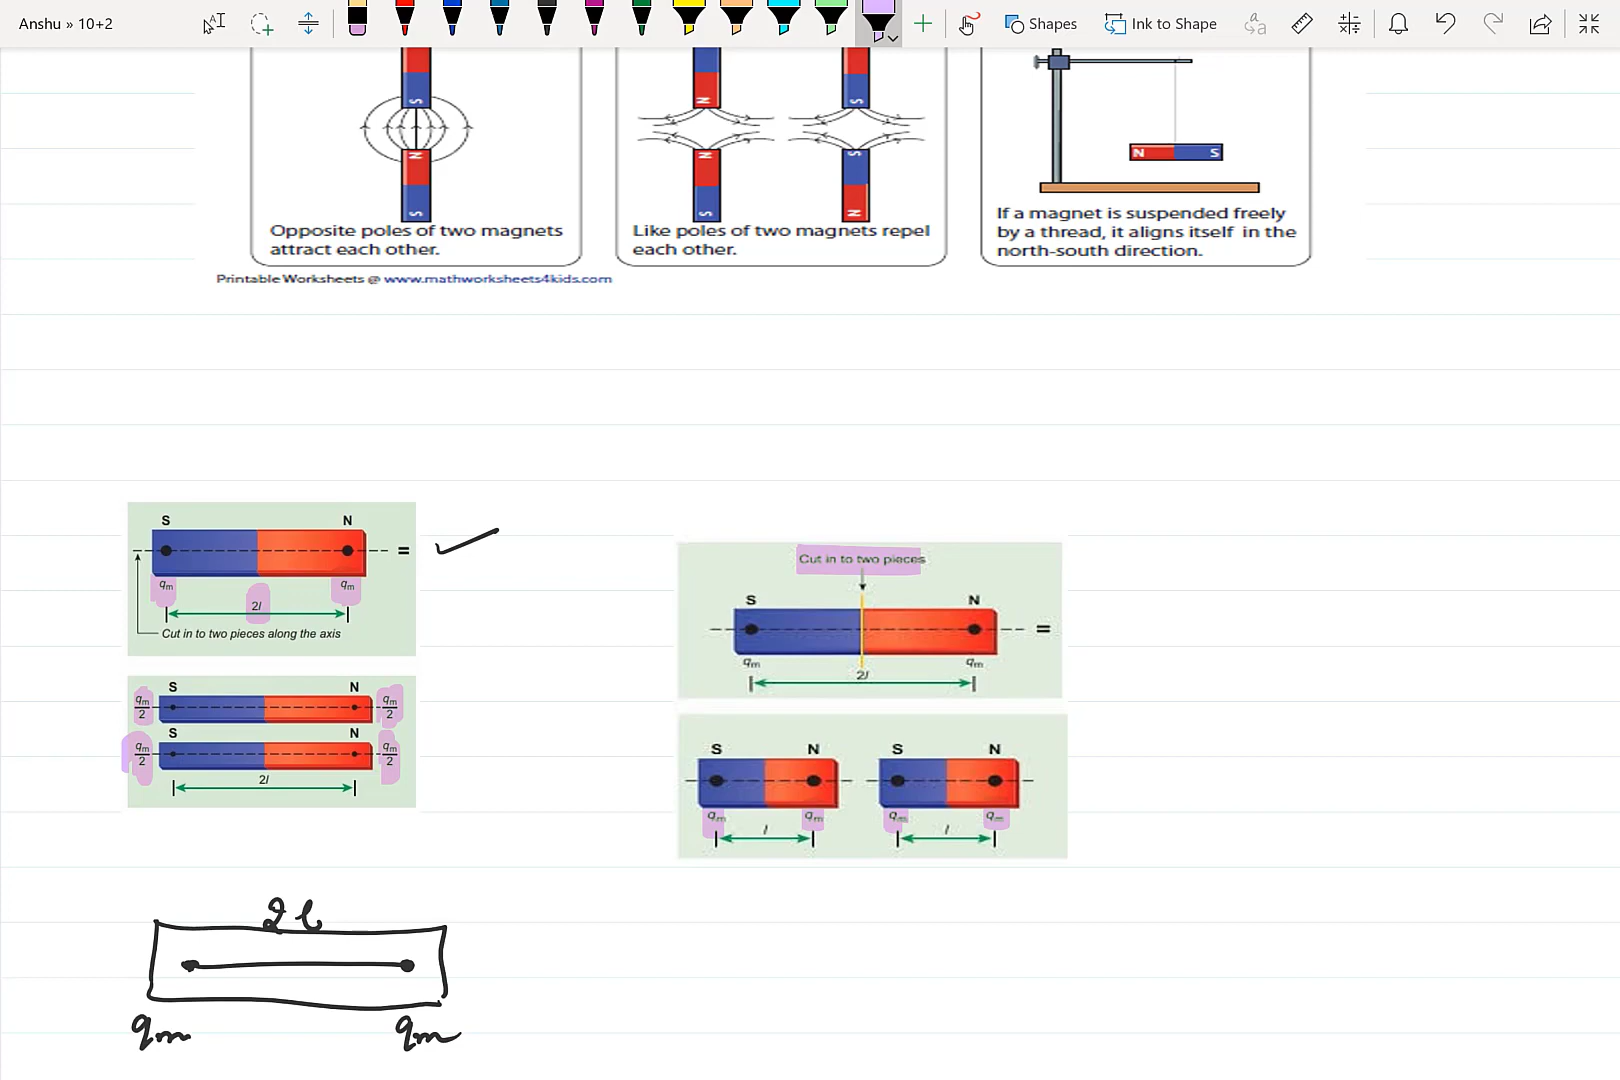 Anshu » 10+2
Shapes
Ink to Shape
S
N
S
N
S
N
S
S
S
N
N S
Opposite poles of two magnets
attract each other.
Like poles of two magnets repel
each other.
If a magnet is suspended freely
by a thread, it aligns itself in the
north-south direction.
Printable Worksheets @ www.mathworksheets4kids.com
S N
=
qm qm
2l
Cut in to two pieces along the axis
S N
qm/2 qm/2
S N
qm/2 qm/2
2l
Cut in to two pieces
S N
=
qm qm
2l
S N S N
qm qm qm qm
l l
2l
qm qm